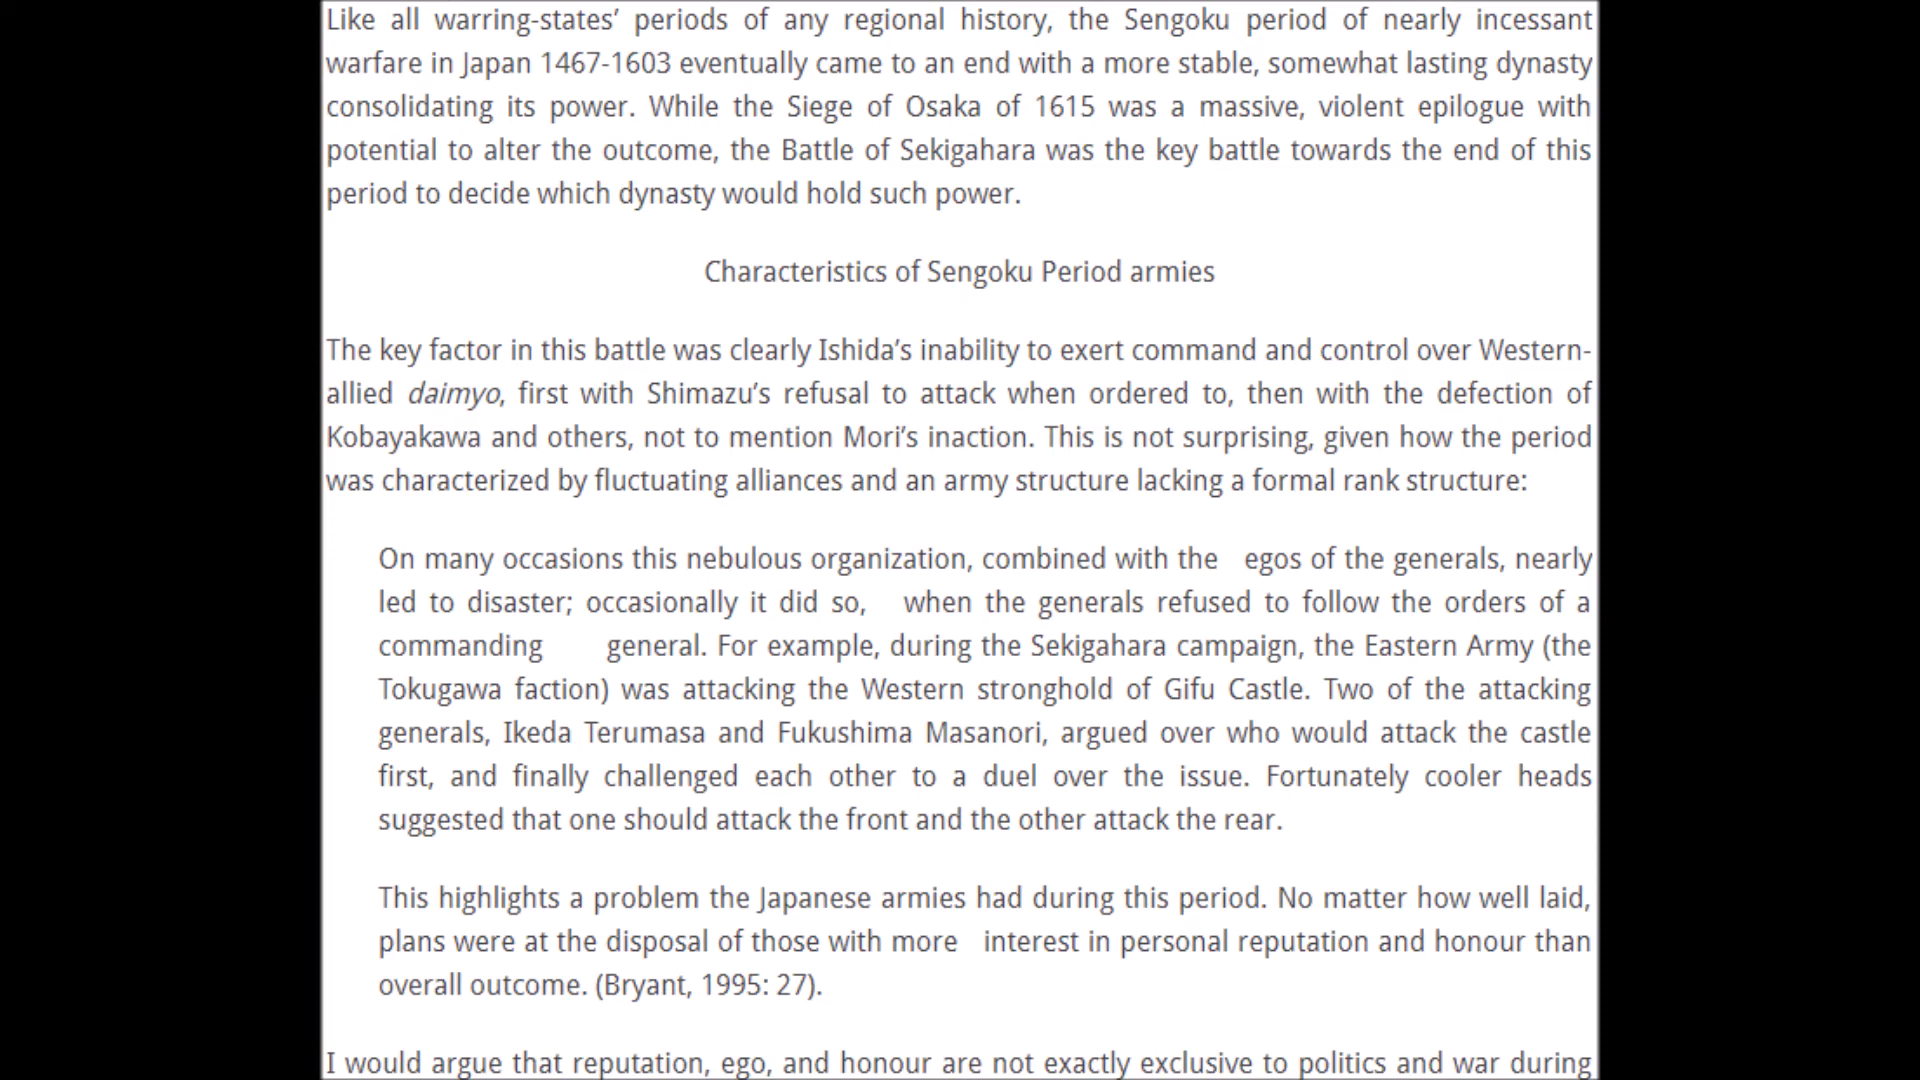 Like all warring-states’ periods of any regional history, the Sengoku period of nearly incessant
warfare in Japan 1467-1603 eventually came to an end with a more stable, somewhat lasting dynasty
consolidating its power. While the Siege of Osaka of 1615 was a massive, violent epilogue with
potential to alter the outcome, the Battle of Sekigahara was the key battle towards the end of this
period to decide which dynasty would hold such power.
Characteristics of Sengoku Period armies
The key factor in this battle was clearly Ishida’s inability to exert command and control over Western-
allied daimyo, first with Shimazu’s refusal to attack when ordered to, then with the defection of
Kobayakawa and others, not to mention Mori’s inaction. This is not surprising, given how the period
was characterized by fluctuating alliances and an army structure lacking a formal rank structure:
On many occasions this nebulous organization, combined with the egos of the generals, nearly
led to disaster; occasionally it did so, when the generals refused to follow the orders of a
commanding general. For example, during the Sekigahara campaign, the Eastern Army (the
Tokugawa faction) was attacking the Western stronghold of Gifu Castle. Two of the attacking
generals, Ikeda Terumasa and Fukushima Masanori, argued over who would attack the castle
first, and finally challenged each other to a duel over the issue. Fortunately cooler heads
suggested that one should attack the front and the other attack the rear.
This highlights a problem the Japanese armies had during this period. No matter how well laid,
plans were at the disposal of those with more interest in personal reputation and honour than
overall outcome. (Bryant, 1995: 27).
I would argue that reputation, ego, and honour are not exactly exclusive to politics and war during